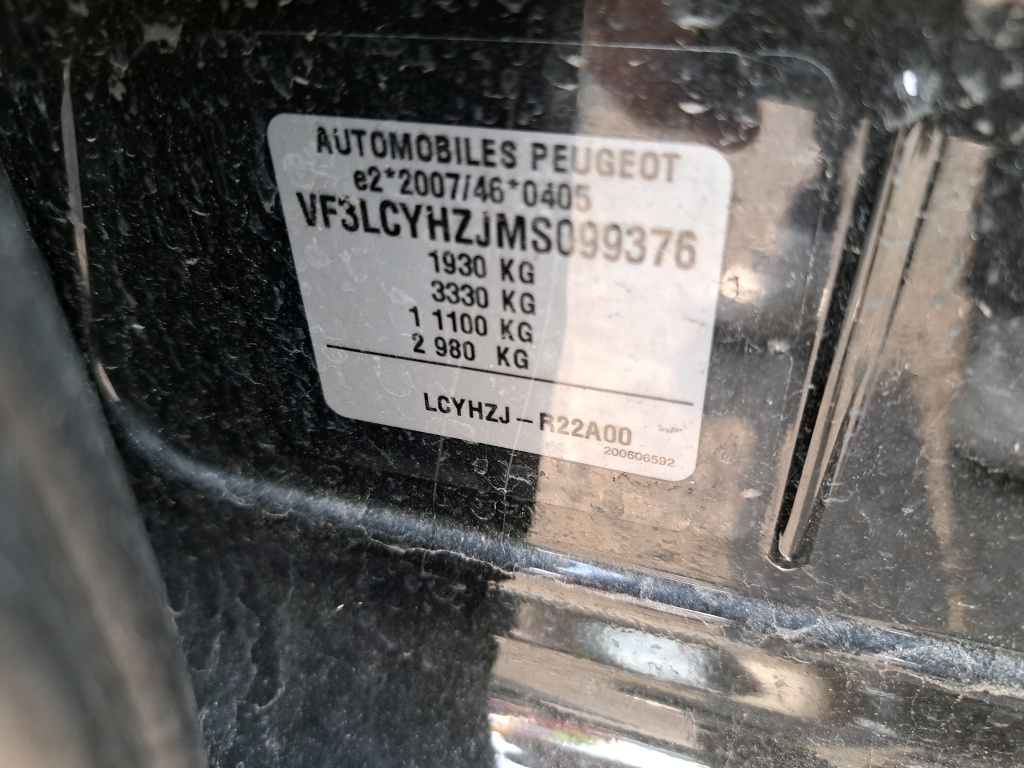 AUTOMOBILES PEUGEOT
e2*2007/46*0405
VF3LCYHZJMS099376
1930 KG
3330 KG
1 1100 KG
2 980 KG
LCYHZJ - R22A00
200606592